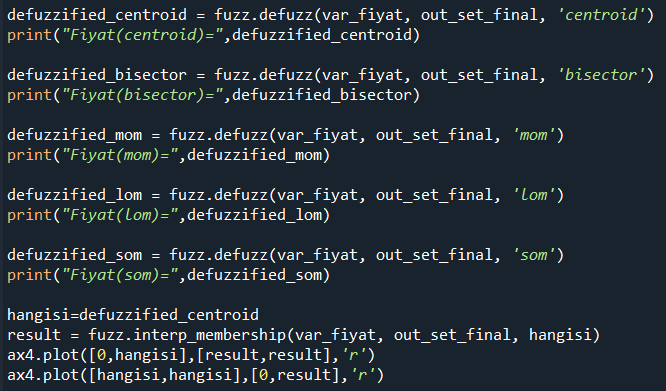 defuzzified_centroid = fuzz.defuzz(var_fiyat, out_set_final, 'centroid')
print("Fiyat(centroid)=",defuzzified_centroid)
defuzzified_bisector = fuzz.defuzz(var_fiyat, out_set_final, 'bisector')
print("Fiyat(bisector)=",defuzzified_bisector)
defuzzified_mom = fuzz.defuzz(var_fiyat, out_set_final, 'mom')
print("Fiyat(mom)=",defuzzified_mom)
defuzzified_lom = fuzz.defuzz(var_fiyat, out_set_final, 'lom')
print("Fiyat(lom)=",defuzzified_lom)
defuzzified_som = fuzz.defuzz(var_fiyat, out_set_final, 'som')
print("Fiyat(som)=",defuzzified_som)
hangisi=defuzzified_centroid
result = fuzz.interp_membership(var_fiyat, out_set_final, hangisi)
ax4.plot([0,hangisi],[result,result],'r')
ax4.plot([hangisi,hangisi],[0,result],'r')